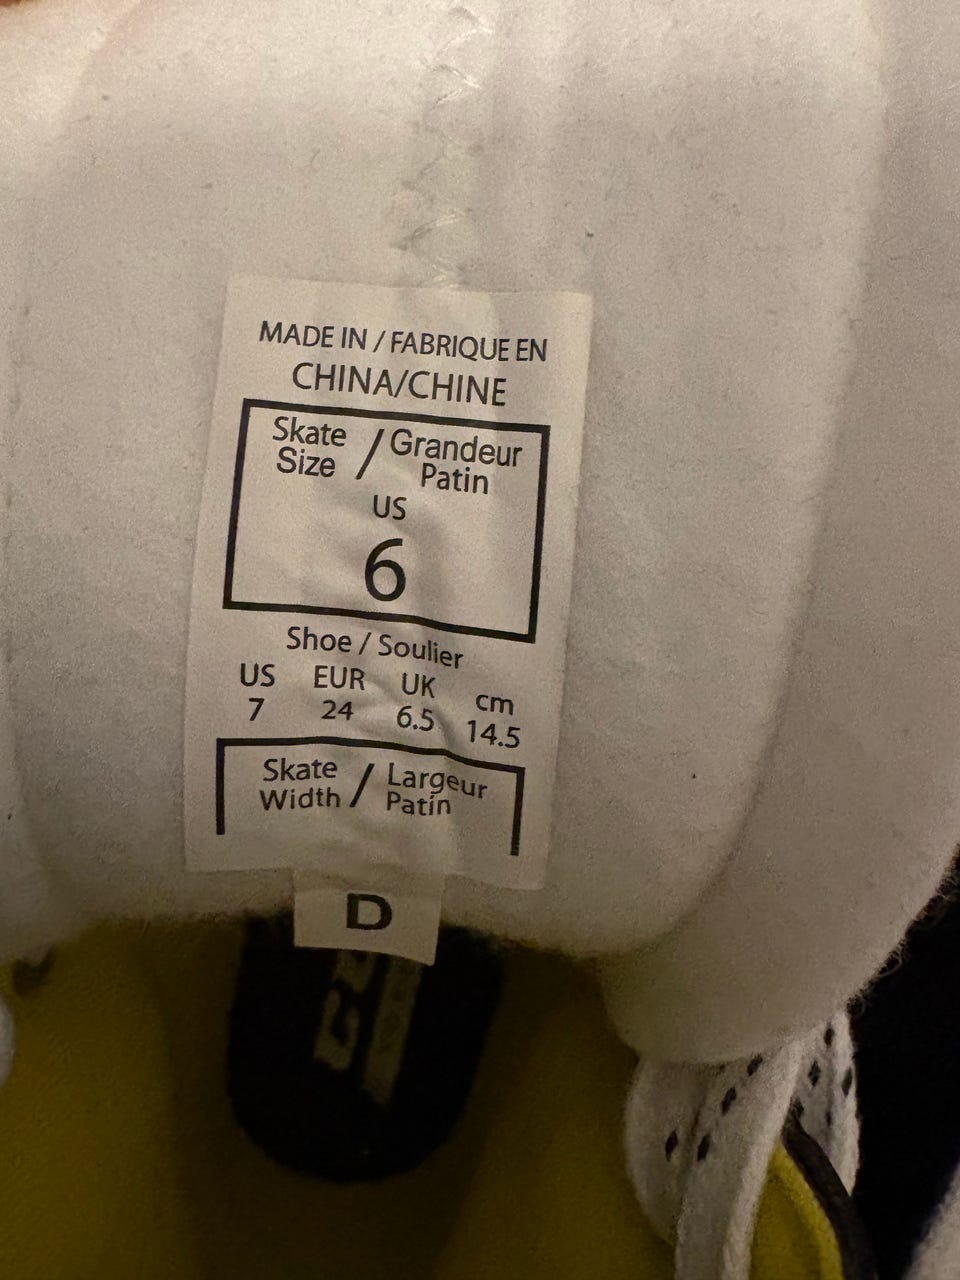 MADE IN / FABRIQUE EN
CHINA/CHINE
Skate Size / Grandeur Patin
US
6
Shoe / Soulier
US EUR UK cm
7 24 6.5 14.5
Skate Width / Largeur Patin
D